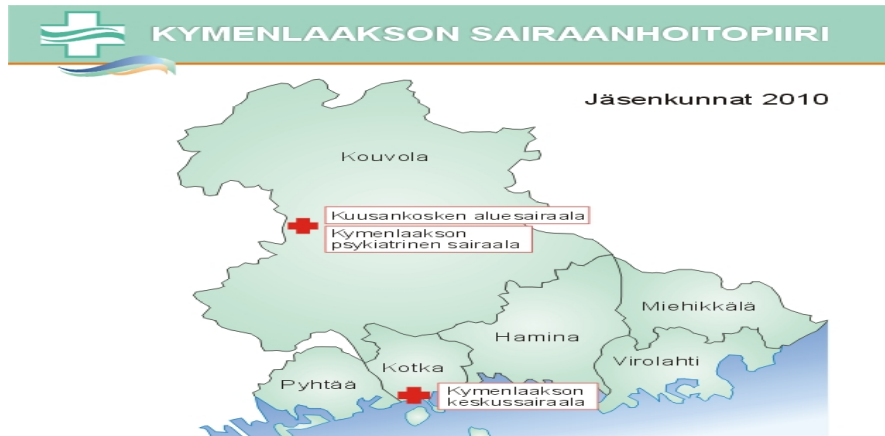 KYMENLAAKSON SAIRAANHOITOPIIRI
Jäsenkunnat 2010
Kouvola
Kuusankosken aluesairaala
Kymenlaakson
psykiatrinen sairaala
Miehikkälä
Hamina
Virolahti
Kotka
Pyhtää
Kymenlaakson
keskussairaala